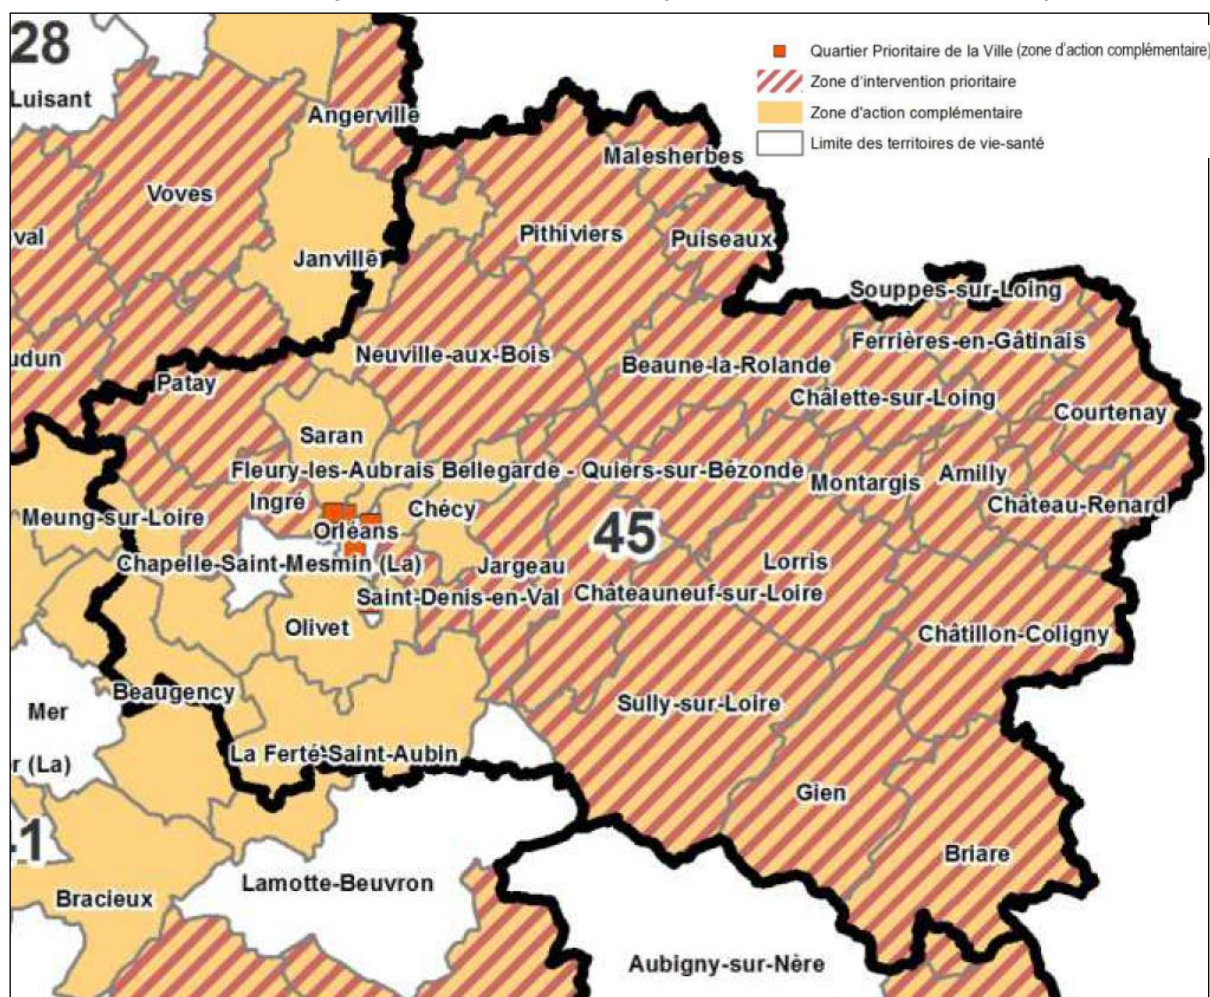 28
Luisant
Quartier Prioritaire de la Ville (zone d'action complémentaire)
Zone d'intervention prioritaire
Zone d'action complémentaire
Limite des territoires de vie-santé
Angerville
Malesherbes
Voves
Pithiviers
Puiseaux
val
Janville
Souppes-sur-Loing
Ferrières-en-Gâtinais
Neuville-aux-Bois
udun
Beaune-la-Rolande
Patay
Châlette-sur-Loing
Courtenay
Saran
Fleury-les-Aubrais
Bellegarde - Quiers-sur-Bézonde
Montargis
Amilly
Ingré
Chécy
Château-Renard
Meung-sur-Loire
Orléans
45
Chapelle-Saint-Mesmin (La)
Jargeau
Lorris
Saint-Denis-en-Val
Châteauneuf-sur-Loire
Olivet
Châtillon-Coligny
Beaugency
Sully-sur-Loire
Mer
La Ferté-Saint-Aubin
r (La)
Gien
41
Briare
Lamotte-Beuvron
Bracieux
Aubigny-sur-Nère